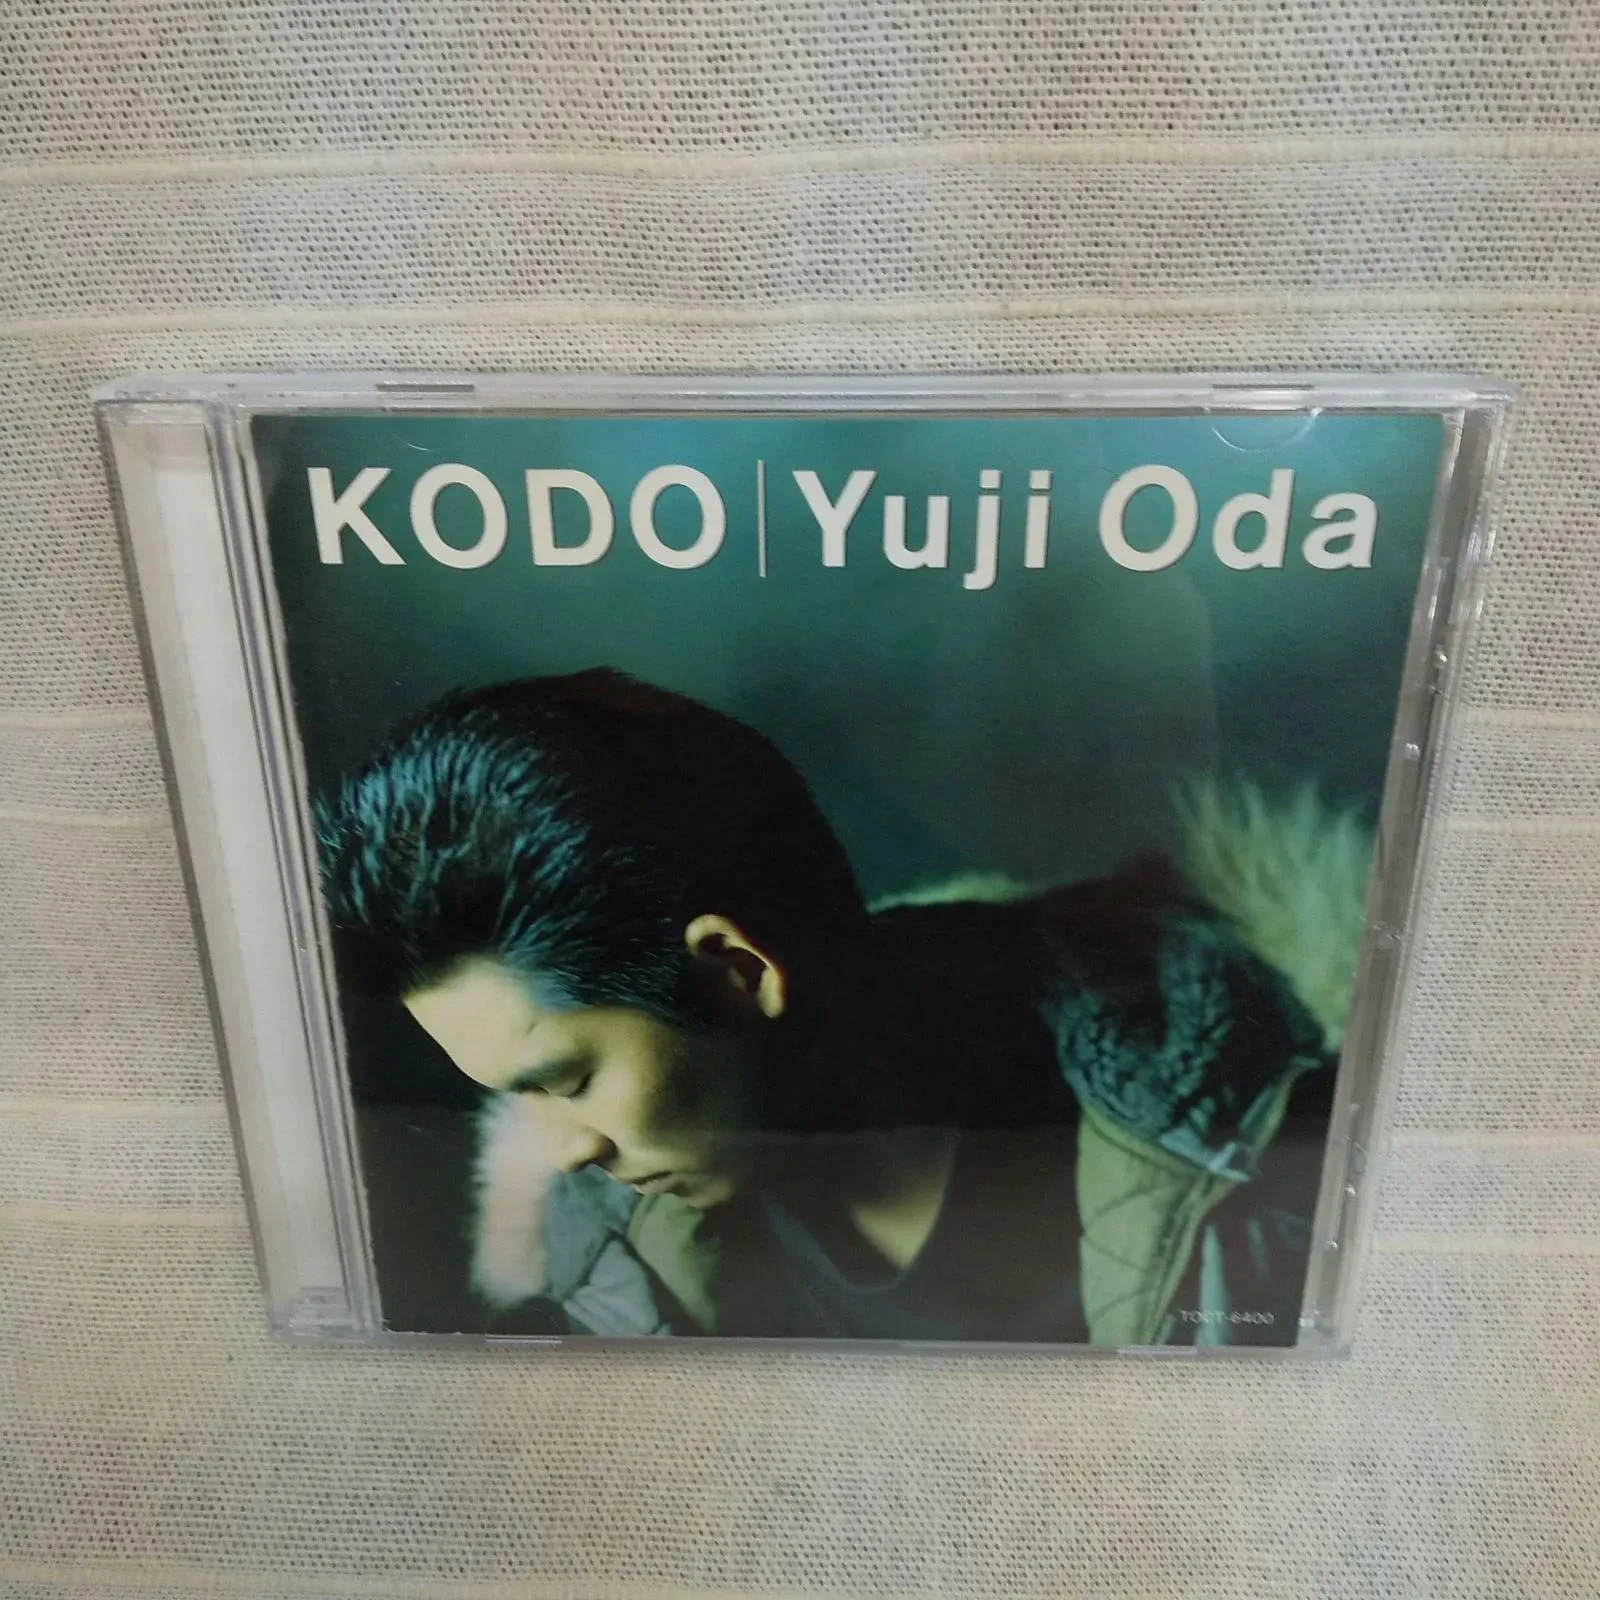 KODO | Yuji Oda
TOCT-6400